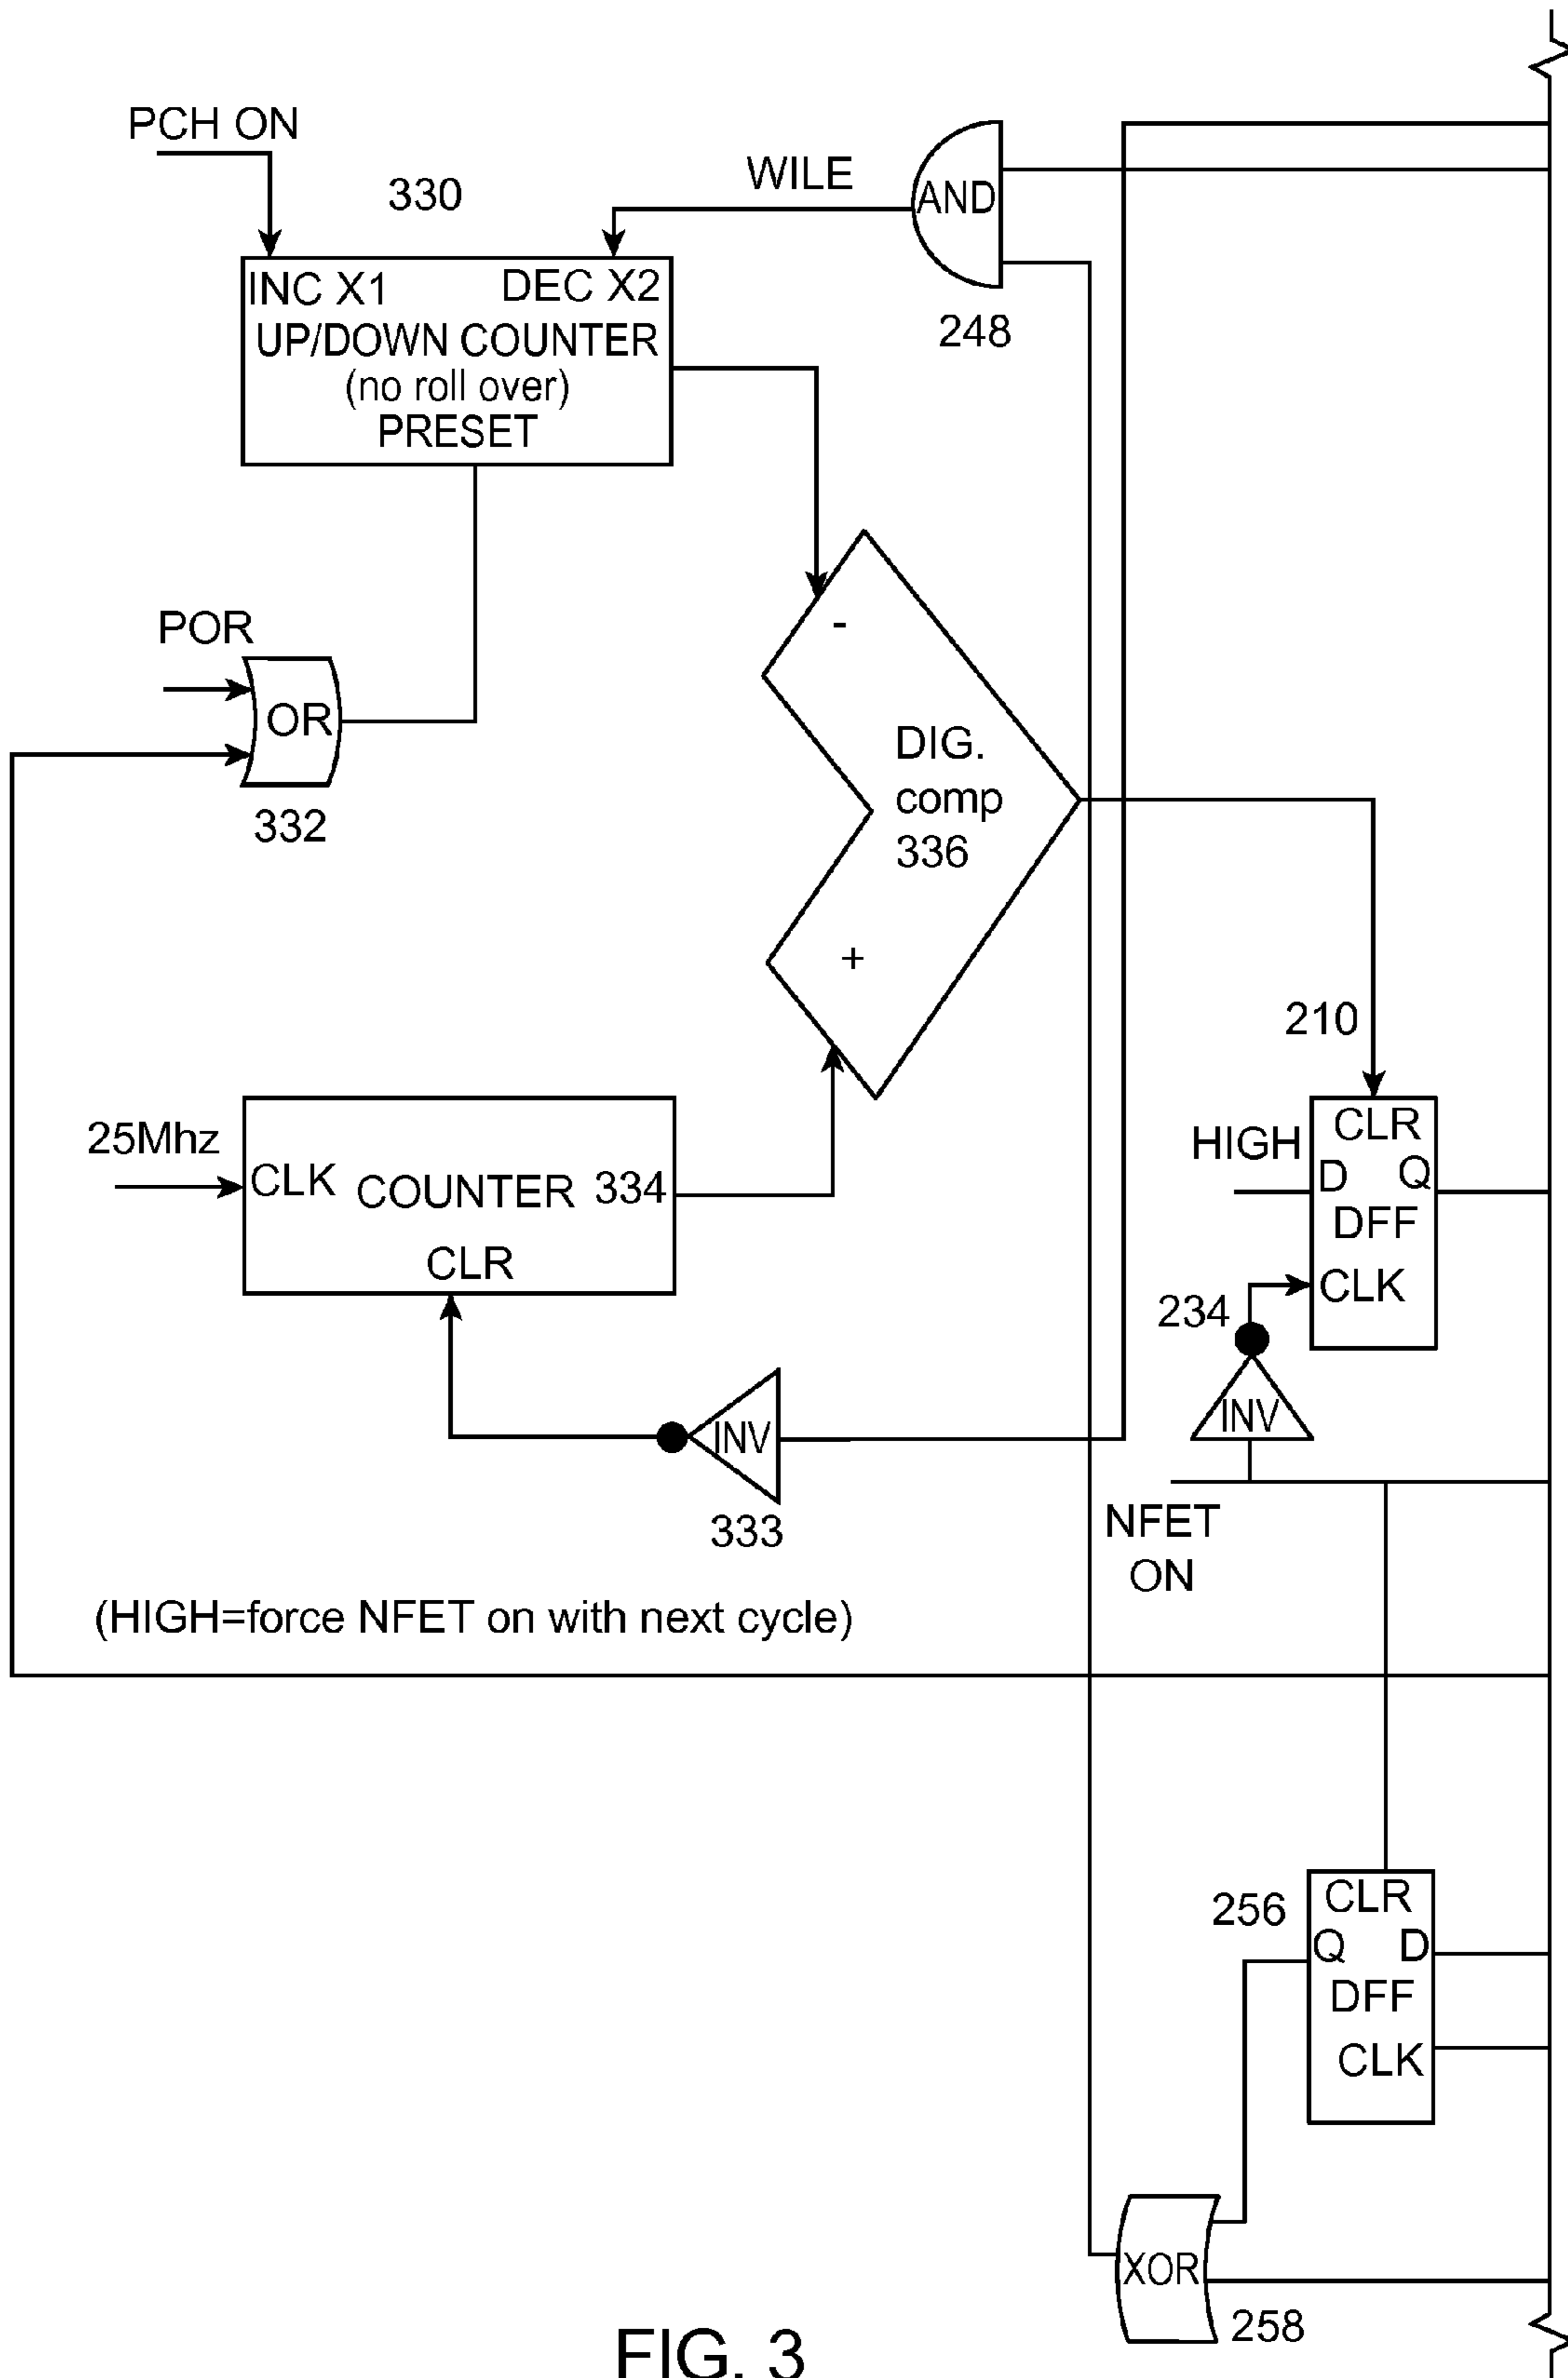 PCH ON
330
WILE
AND
248
INC X1 DEC X2
UP/DOWN COUNTER
(no roll over)
PRESET
POR
OR
332
-
DIG.
comp
336
+
210
25Mhz
CLK COUNTER 334
CLR
HIGH
CLR
D Q
DFF
CLK
234
INV
INV
333
NFET
ON
(HIGH=force NFET on with next cycle)
256
CLR
Q D
DFF
CLK
XOR
258
FIG. 3